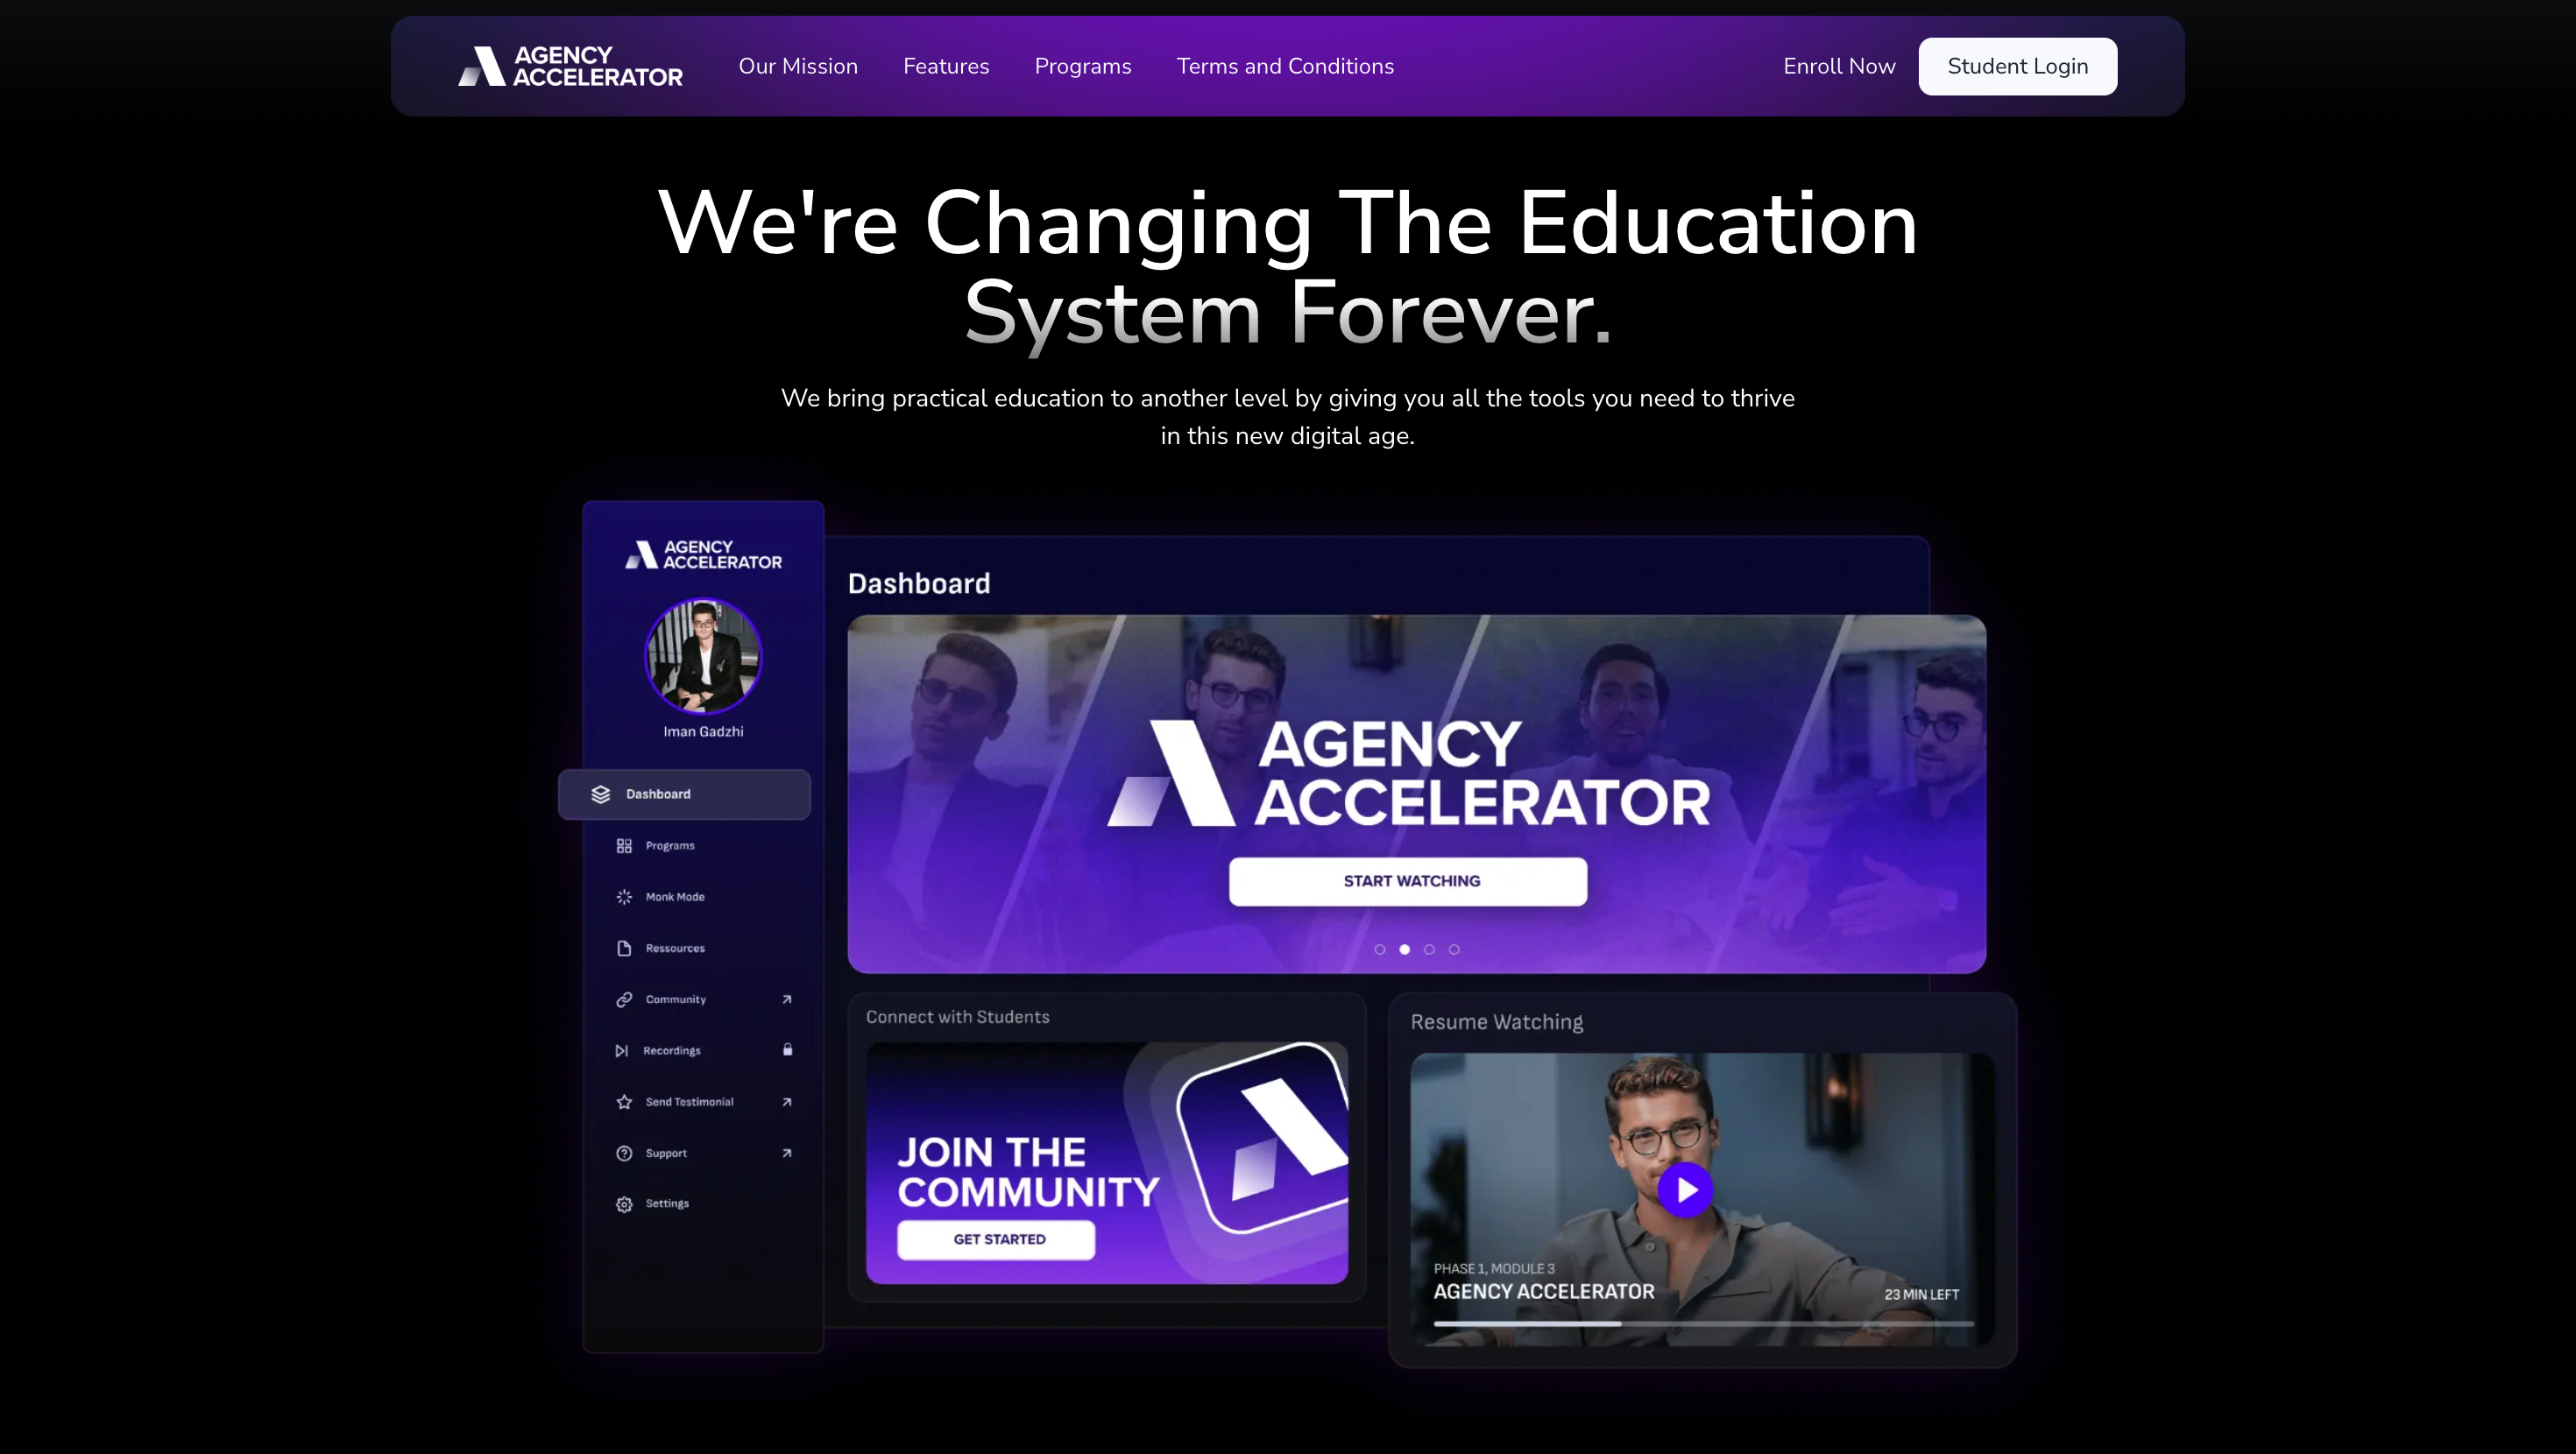 AGENCY
ACCELERATOR
Our Mission
Features
Programs
Terms and Conditions
Enroll Now
Student Login
We're Changing The Education
System Forever.
We bring practical education to another level by giving you all the tools you need to thrive
in this new digital age.
AGENCY
ACCELERATOR
Iman Gadzhi
Dashboard
Programs
Monk Mode
Ressources
Community
Recordings
Send Testimonial
Support
Settings
Dashboard
AGENCY
ACCELERATOR
START WATCHING
Connect with Students
JOIN THE
COMMUNITY
GET STARTED
Resume Watching
PHASE 1, MODULE 3
AGENCY ACCELERATOR
23 MIN LEFT